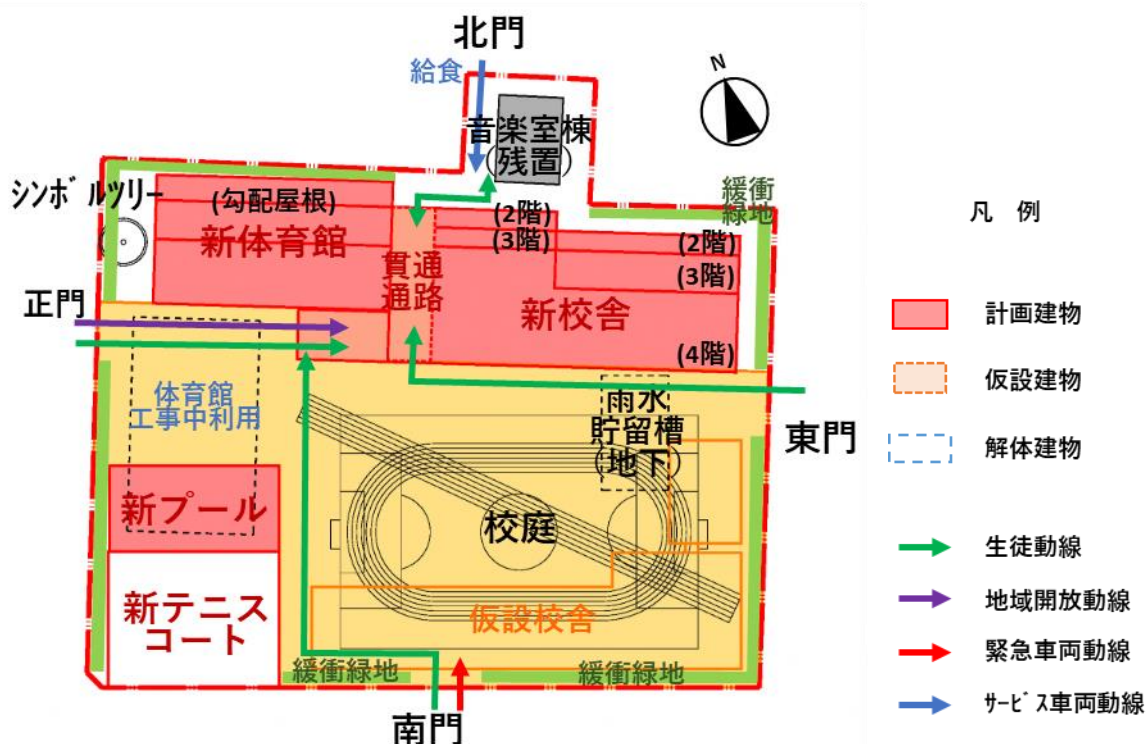 北門
給食
N
音楽室棟
(残置)
緩衝
緑地
シンボルツリー
(勾配屋根)
新体育館
(2階)
(3階)
(2階)
(3階)
貫通
通路
新校舎
(4階)
正門
体育館
工事中利用
雨水
貯留槽
(地下)
東門
新プール
校庭
新テニス
コート
仮設校舎
緩衝緑地
緩衝緑地
南門
凡 例
計画建物
仮設建物
解体建物
生徒動線
地域開放動線
緊急車両動線
サービス車両動線